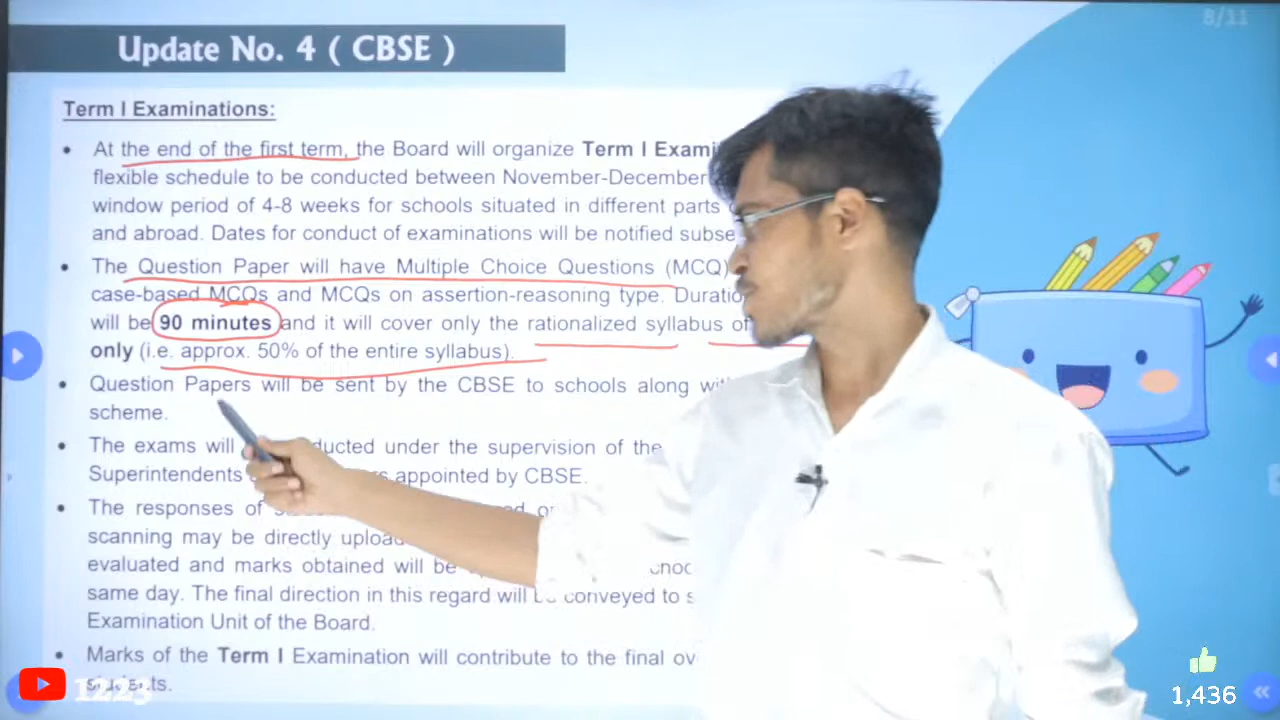 8/11
Update No. 4 ( CBSE )
Term I Examinations:
• At the end of the first term, the Board will organize Term I
flexible schedule to be conducted between November-December
window period of 4-8 weeks for schools situated in different parts
and abroad. Dates for conduct of examinations will be notified
• The Question Paper will have Multiple Choice Questions (MCQ)
case-based MCQs and MCQs on assertion-reasoning type.
will be 90 minutes and it will cover only the rationalized syllabus of
only (i.e. approx. 50% of the entire syllabus).
• Question Papers will be sent by the CBSE to schools along
scheme.
• The exams will under the supervision of the
Superintendents appointed by CBSE.
• The responses of
scanning may be directly
evaluated and marks obtained will be
same day. The final direction in this regard will conveyed to
Examination Unit of the Board.
• Marks of the Term I Examination will contribute to the final
students.
1223
1,436